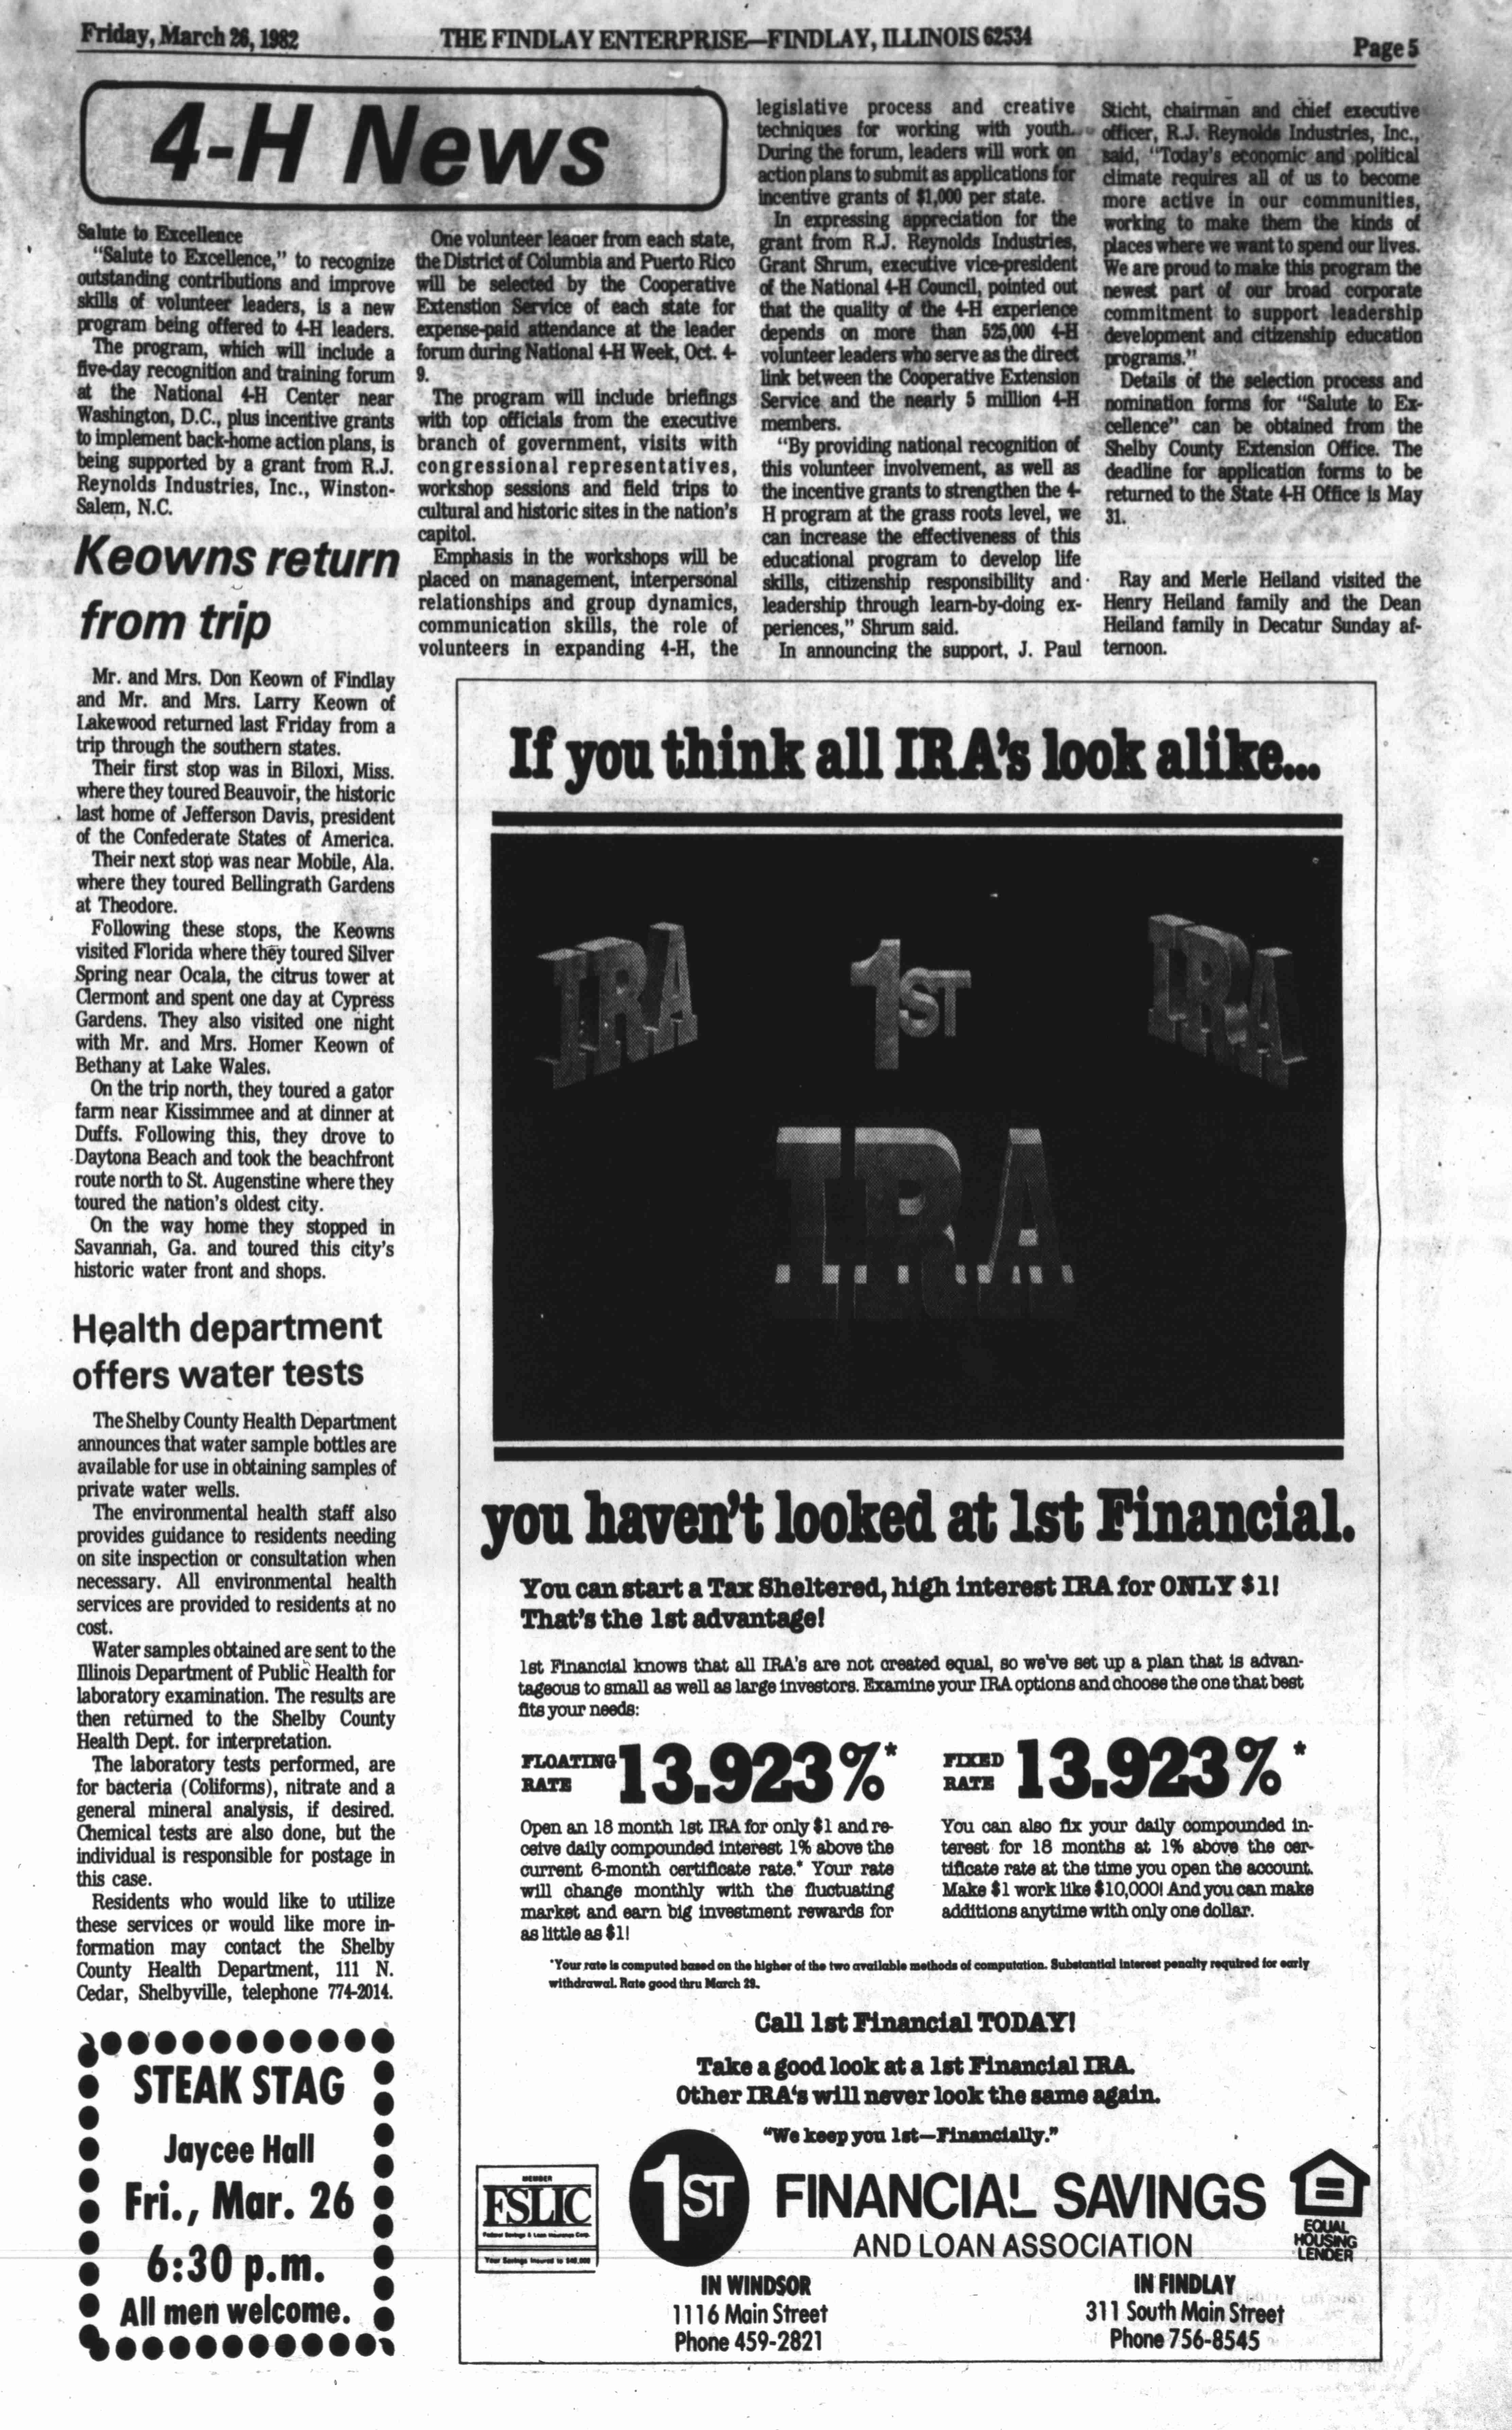 Friday, March 26, 1982
THE FINDLAY ENTERPRISE—FINDLAY, ILLINOIS 62534
Page 5
4-H News
Salute to Excellence
"Salute to Excellence," to recognize
outstanding contributions and improve
skills of volunteer leaders, is a new
program being offered to 4-H leaders.
The program, which will include a
five-day recognition and training forum
at the National 4-H Center near
Washington, D.C., plus incentive grants
to implement back-home action plans, is
being supported by a grant from R.J.
Reynolds Industries, Inc., Winston-
Salem, N.C.
One volunteer leader from each state,
the District of Columbia and Puerto Rico
will be selected by the Cooperative
Extenstion Service of each state for
expense-paid attendance at the leader
forum during National 4-H Week, Oct. 4-
9.
The program will include briefings
with top officials from the executive
branch of government, visits with
congressional representatives,
workshop sessions and field trips to
cultural and historic sites in the nation's
capitol.
Emphasis in the workshops will be
placed on management, interpersonal
relationships and group dynamics,
communication skills, the role of
volunteers in expanding 4-H, the
legislative process and creative
techniques for working with youth.
During the forum, leaders will work on
action plans to submit as applications for
incentive grants of $1,000 per state.
In expressing appreciation for the
grant from R.J. Reynolds Industries,
Grant Shrum, executive vice-president
of the National 4-H Council, pointed out
that the quality of the 4-H experience
depends on more than 525,000 4-H
volunteer leaders who serve as the direct
link between the Cooperative Extension
Service and the nearly 5 million 4-H
members.
"By providing national recognition of
this volunteer involvement, as well as
the incentive grants to strengthen the 4-
H program at the grass roots level, we
can increase the effectiveness of this
educational program to develop life
skills, citizenship responsibility and
leadership through learn-by-doing ex-
periences," Shrum said.
In announcing the support, J. Paul
Sticht, chairman and chief executive
officer, R.J. Reynolds Industries, Inc.,
said, "Today's economic and political
climate requires all of us to become
more active in our communities,
working to make them the kinds of
places where we want to spend our lives.
We are proud to make this program the
newest part of our broad corporate
commitment to support leadership
development and citizenship education
programs."
Details of the selection process and
nomination forms for "Salute to Ex-
cellence" can be obtained from the
Shelby County Extension Office. The
deadline for application forms to be
returned to the State 4-H Office is May
31.
Ray and Merle Heiland visited the
Henry Heiland family and the Dean
Heiland family in Decatur Sunday af-
ternoon.
Keowns return
from trip
Mr. and Mrs. Don Keown of Findlay
and Mr. and Mrs. Larry Keown of
Lakewood returned last Friday from a
trip through the southern states.
Their first stop was in Biloxi, Miss.
where they toured Beauvoir, the historic
last home of Jefferson Davis, president
of the Confederate States of America.
Their next stop was near Mobile, Ala.
where they toured Bellingrath Gardens
at Theodore.
Following these stops, the Keowns
visited Florida where they toured Silver
Spring near Ocala, the citrus tower at
Clermont and spent one day at Cypress
Gardens. They also visited one night
with Mr. and Mrs. Homer Keown of
Bethany at Lake Wales.
On the trip north, they toured a gator
farm near Kissimmee and at dinner at
Duffs. Following this, they drove to
Daytona Beach and took the beachfront
route north to St. Augenstine where they
toured the nation's oldest city.
On the way home they stopped in
Savannah, Ga. and toured this city's
historic water front and shops.
Health department
offers water tests
The Shelby County Health Department
announces that water sample bottles are
available for use in obtaining samples of
private water wells.
The environmental health staff also
provides guidance to residents needing
on site inspection or consultation when
necessary. All environmental health
services are provided to residents at no
cost.
Water samples obtained are sent to the
Illinois Department of Public Health for
laboratory examination. The results are
then returned to the Shelby County
Health Dept. for interpretation.
The laboratory tests performed, are
for bacteria (Coliforms), nitrate and a
general mineral analysis, if desired.
Chemical tests are also done, but the
individual is responsible for postage in
this case.
Residents who would like to utilize
these services or would like more in-
formation may contact the Shelby
County Health Department, 111 N.
Cedar, Shelbyville, telephone 774-2014.
STEAK STAG
Jaycee Hall
Fri., Mar. 26
6:30 p.m.
All men welcome.
If you think all IRA's look alike...
IRA
1ST
IRA
IRA
you haven't looked at 1st Financial.
You can start a Tax Sheltered, high interest IRA for ONLY $1!
That's the 1st advantage!
1st Financial knows that all IRA's are not created equal, so we've set up a plan that is advan-
tageous to small as well as large investors. Examine your IRA options and choose the one that best
fits your needs:
FLOATING
RATE
13.923%*
Open an 18 month 1st IRA for only $1 and re-
ceive daily compounded interest 1% above the
current 6-month certificate rate.* Your rate
will change monthly with the fluctuating
market and earn big investment rewards for
as little as $1!
FIXED
RATE
13.923%*
You can also fix your daily compounded in-
terest for 18 months at 1% above the cer-
tificate rate at the time you open the account.
Make $1 work like $10,000! And you can make
additions anytime with only one dollar.
*Your rate is computed based on the higher of the two available methods of computation. Substantial interest penalty required for early
withdrawal. Rate good thru March 29.
Call 1st Financial TODAY!
Take a good look at a 1st Financial IRA.
Other IRA's will never look the same again.
"We keep you 1st—Financially."
MEMBER
FSLIC
Federal Savings & Loan Insurance Corp.
Your Savings Insured to $40,000
1ST
FINANCIAL SAVINGS
AND LOAN ASSOCIATION
EQUAL
HOUSING
LENDER
IN WINDSOR
1116 Main Street
Phone 459-2821
IN FINDLAY
311 South Main Street
Phone 756-8545